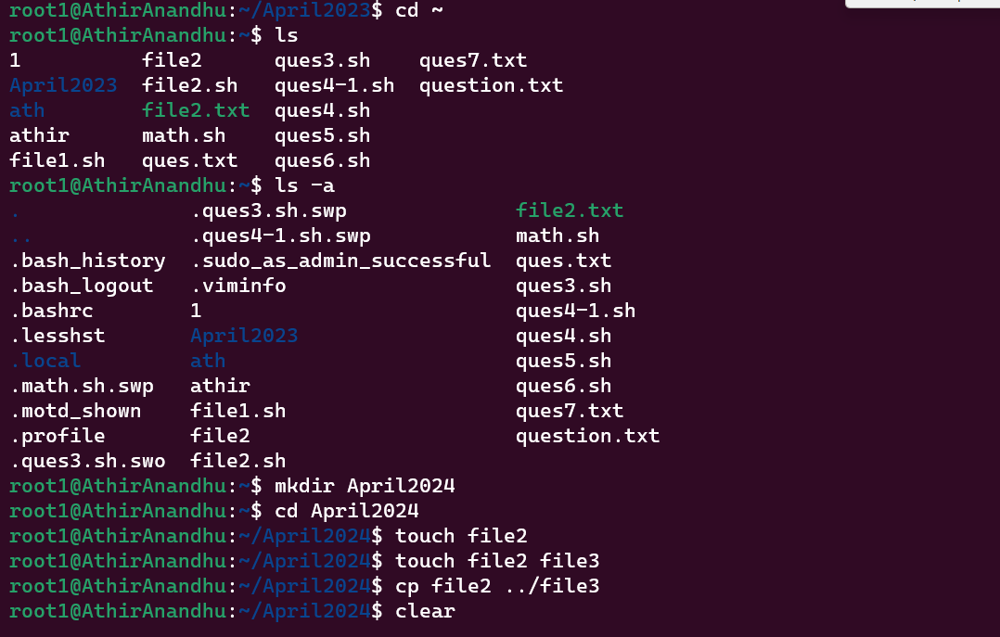 root1@AthirAnandhu:~/April2023$ cd ~
root1@AthirAnandhu:~$ ls
1          file2      ques3.sh    ques7.txt
April2023  file2.sh   ques4-1.sh  question.txt
ath        file2.txt  ques4.sh
athir      math.sh    ques5.sh
file1.sh   ques.txt   ques6.sh
root1@AthirAnandhu:~$ ls -a
.              .ques3.sh.swp              file2.txt
..             .ques4-1.sh.swp            math.sh
.bash_history  .sudo_as_admin_successful  ques.txt
.bash_logout   .viminfo                   ques3.sh
.bashrc        1                          ques4-1.sh
.lesshst       April2023                  ques4.sh
.local         ath                        ques5.sh
.math.sh.swp   athir                      ques6.sh
.motd_shown    file1.sh                   ques7.txt
.profile       file2                      question.txt
.ques3.sh.swo  file2.sh
root1@AthirAnandhu:~$ mkdir April2024
root1@AthirAnandhu:~$ cd April2024
root1@AthirAnandhu:~/April2024$ touch file2
root1@AthirAnandhu:~/April2024$ touch file2 file3
root1@AthirAnandhu:~/April2024$ cp file2 ../file3
root1@AthirAnandhu:~/April2024$ clear